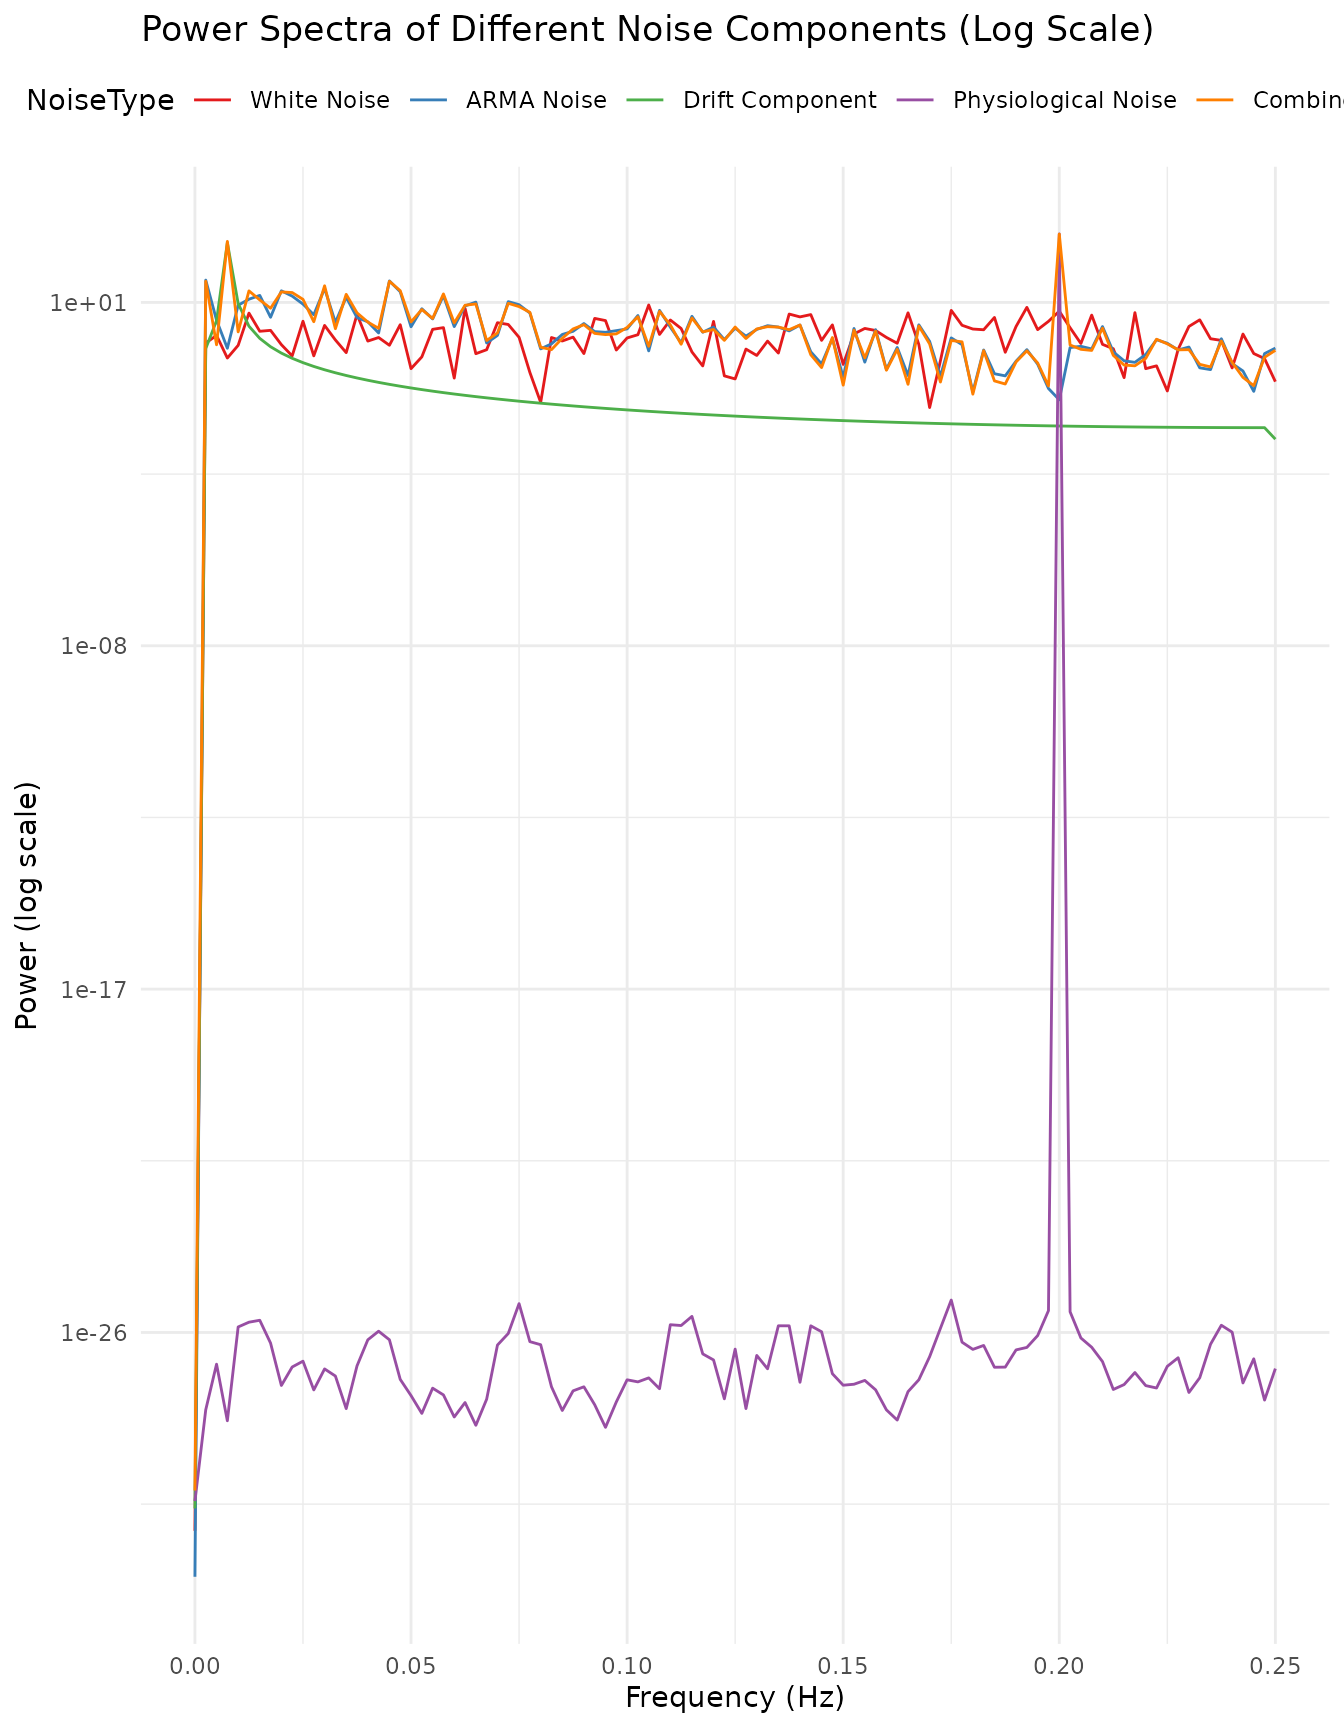 Power Spectra of Different Noise Components (Log Scale)
NoiseType White Noise ARMA Noise Drift Component Physiological Noise Combin
1e+01
1e-08
1e-17
1e-26
Power (log scale)
0.00 0.05 0.10 0.15 0.20 0.25
Frequency (Hz)